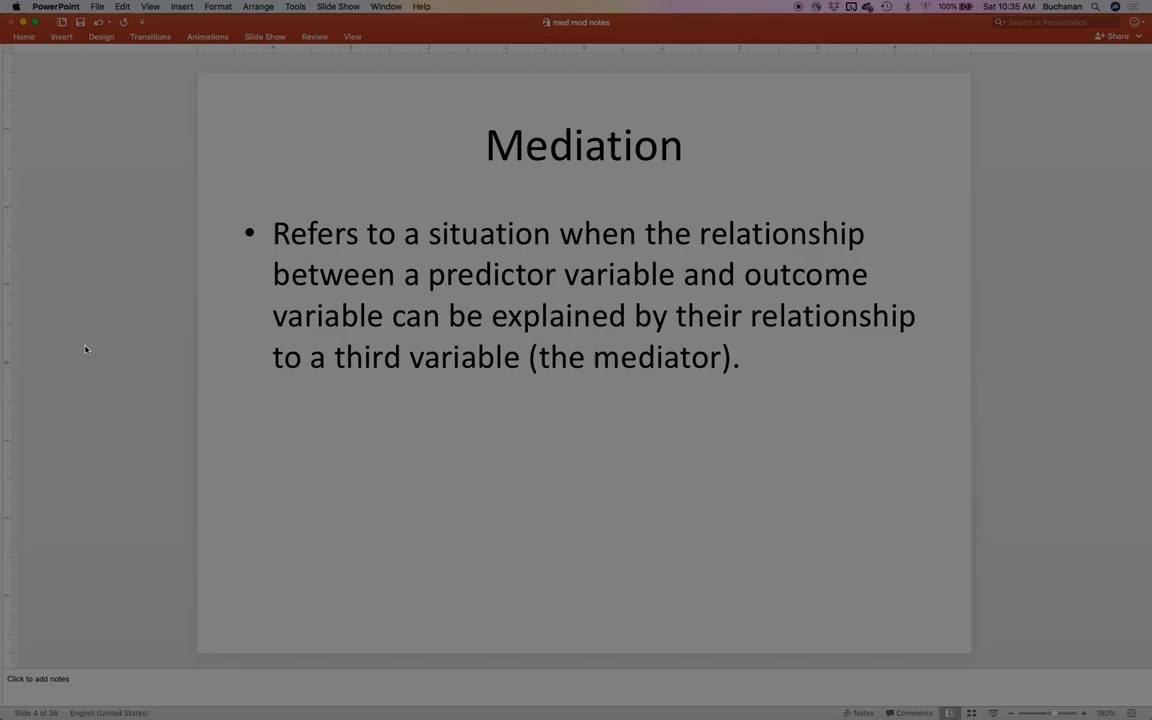 PowerPoint File Edit View Insert Format Arrange Tools Slide Show Window Help 100% Sat 10:35 AM Buchanan
med mod notes Search in Presentation
Home Insert Design Transitions Animations Slide Show Review View Share
Mediation
• Refers to a situation when the relationship
between a predictor variable and outcome
variable can be explained by their relationship
to a third variable (the mediator).
Click to add notes
Slide 4 of 36 English (United States) Notes Comments 180%